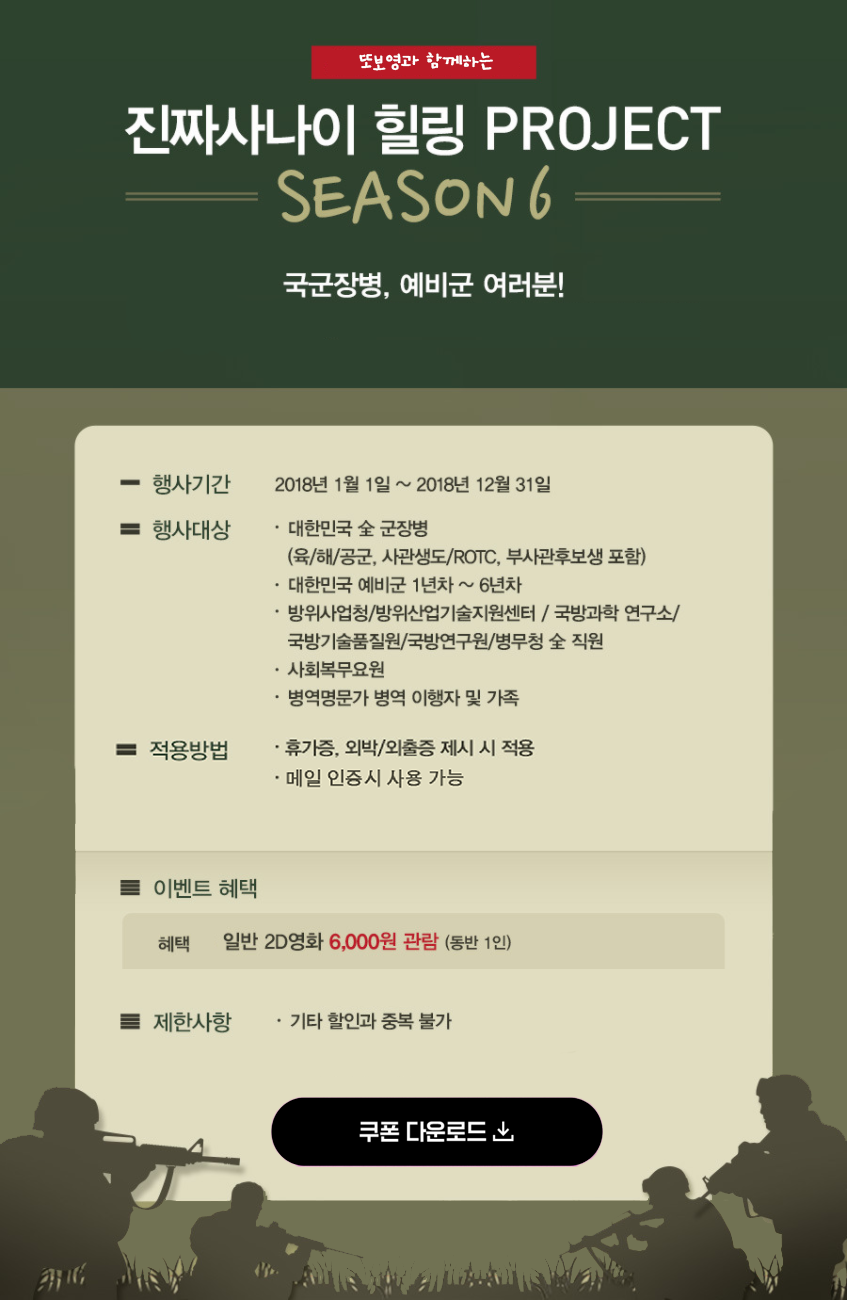 또보영과 함께하는
진짜사나이 힐링 PROJECT
SEASON 6
국군장병, 예비군 여러분!
행사기간 2018년 1월 1일 ~ 2018년 12월 31일
행사대상 · 대한민국 全 군장병
(육/해/공군, 사관생도/ROTC, 부사관후보생 포함)
· 대한민국 예비군 1년차 ~ 6년차
· 방위사업청/방위산업기술지원센터 / 국방과학 연구소/
국방기술품질원/국방연구원/병무청 全 직원
· 사회복무요원
· 병역명문가 병역 이행자 및 가족
적용방법 · 휴가증, 외박/외출증 제시 시 적용
· 메일 인증시 사용 가능
이벤트 혜택
혜택 일반 2D영화 6,000원 관람 (동반 1인)
제한사항 · 기타 할인과 중복 불가
쿠폰 다운로드